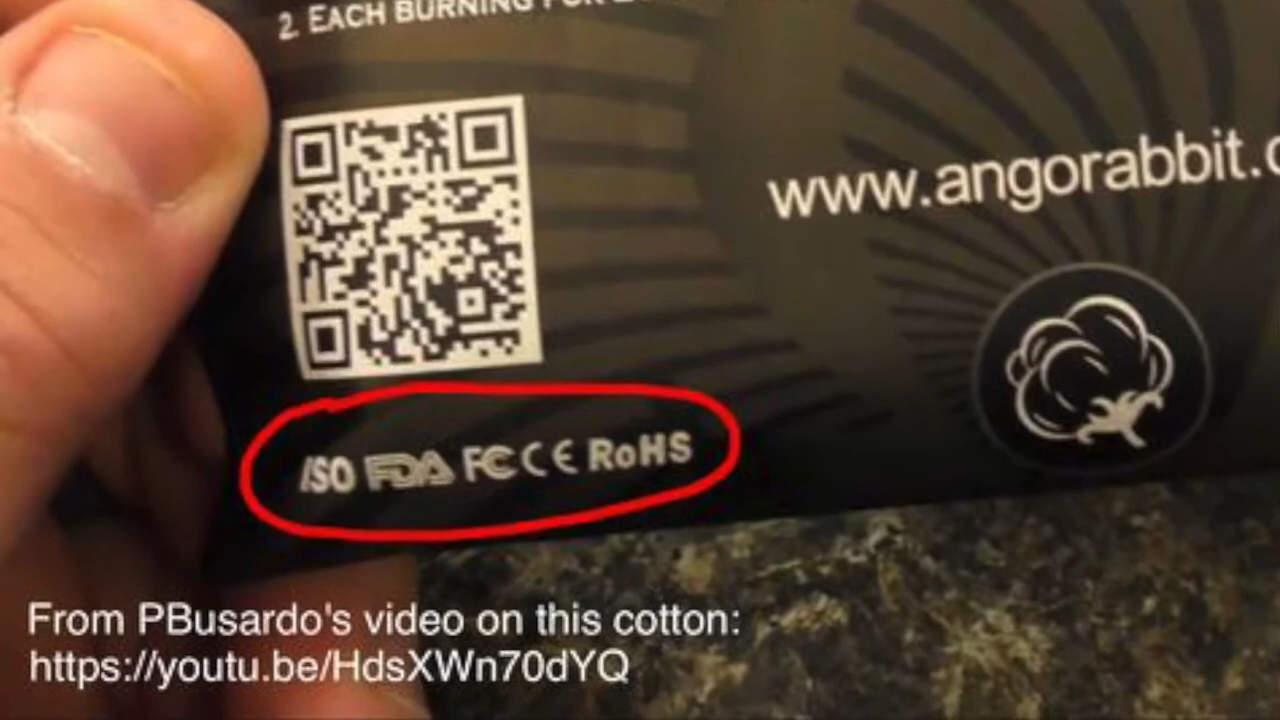 2. EACH BURNING FOR
www.angorabbit.c
ISO FDA FC CE RoHS
From PBusardo's video on this cotton:
https://youtu.be/HdsXWn70dYQ